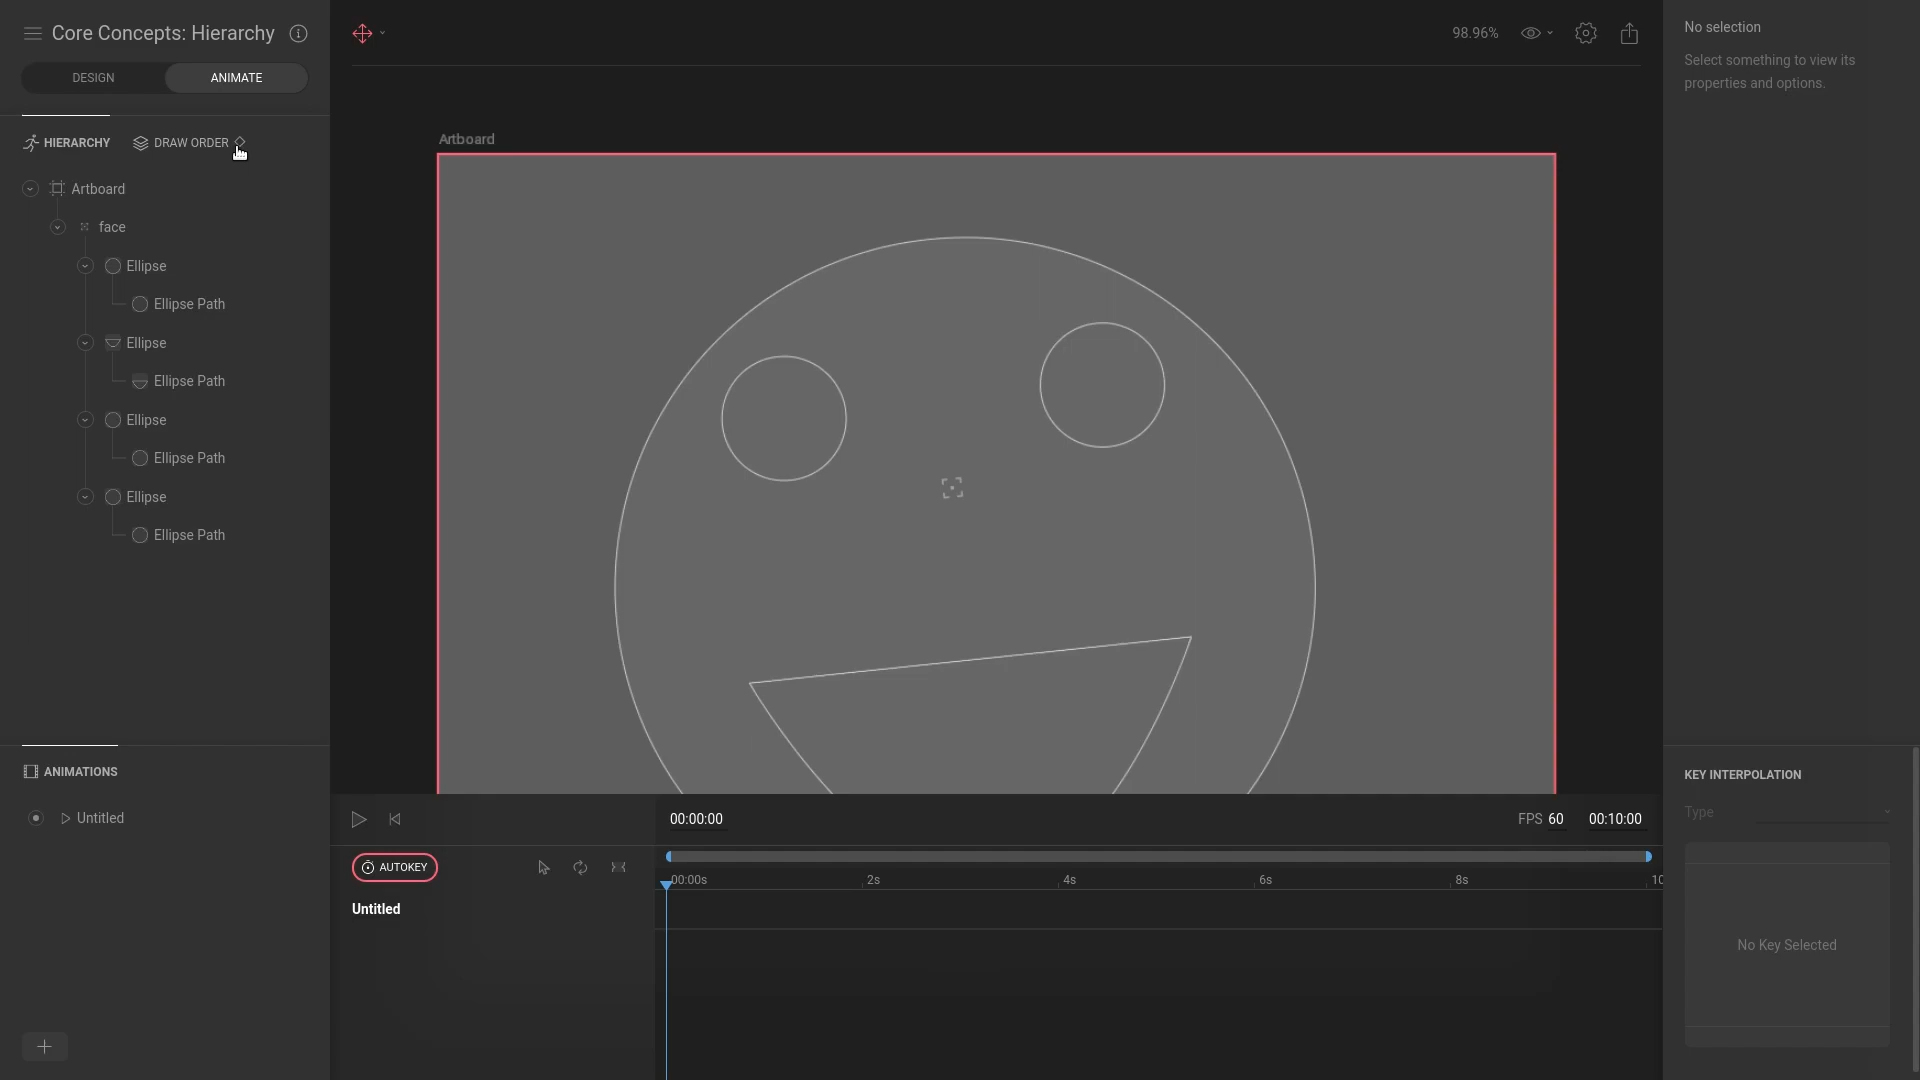 Core Concepts: Hierarchy
DESIGN
ANIMATE
HIERARCHY
DRAW ORDER
Artboard
face
Ellipse
Ellipse Path
Ellipse
Ellipse Path
Ellipse
Ellipse Path
Ellipse
Ellipse Path
ANIMATIONS
Untitled
98.96%
Artboard
00:00:00
FPS 60
00:10:00
AUTOKEY
00:00s
2s
4s
6s
8s
10
Untitled
No selection
Select something to view its
properties and options.
KEY INTERPOLATION
Type
No Key Selected